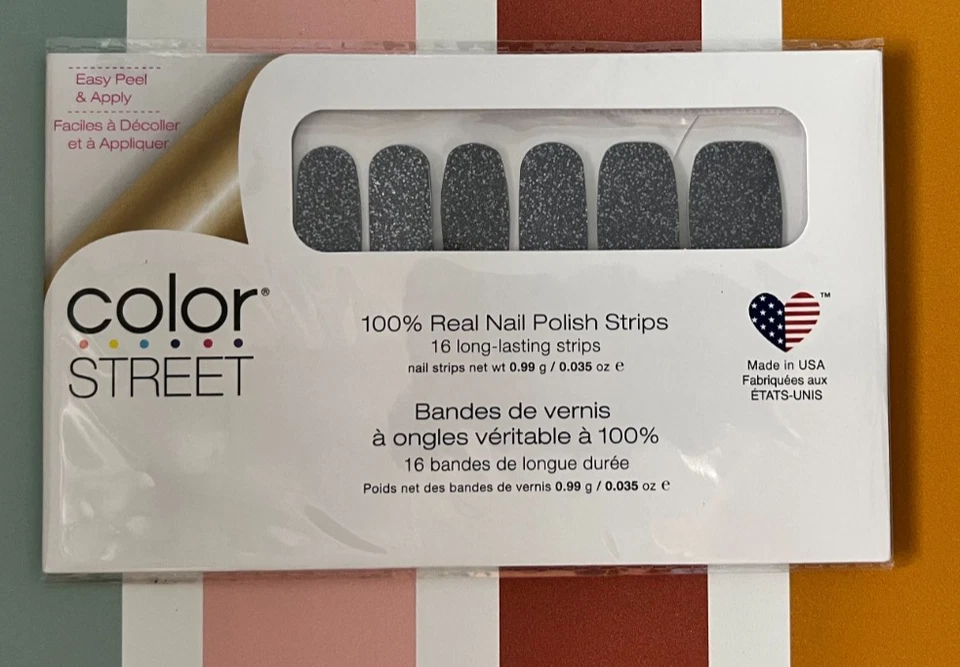 Easy Peel
& Apply
Faciles à Décoller
et à Appliquer
color®
STREET
100% Real Nail Polish Strips
16 long-lasting strips
nail strips net wt 0.99 g / 0.035 oz e
Bandes de vernis
à ongles véritable à 100%
16 bandes de longue durée
Poids net des bandes de vernis 0.99 g / 0.035 oz e
™
Made in USA
Fabriquées aux
ÉTATS-UNIS